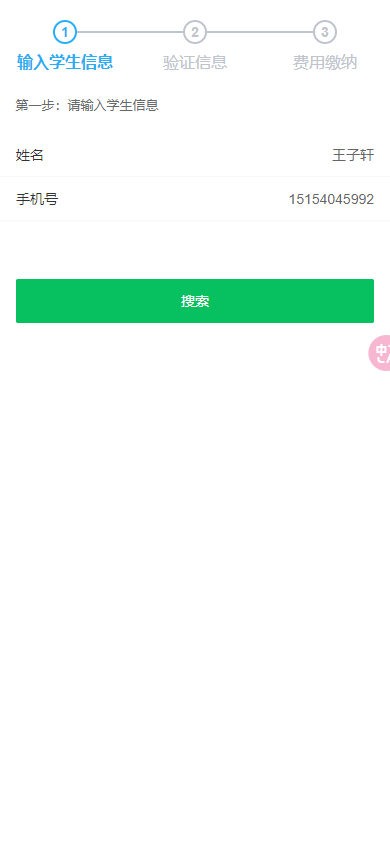 1 2 3
输入学生信息 验证信息 费用缴纳
第一步：请输入学生信息
姓名 王子轩
手机号 15154045992
搜索
中